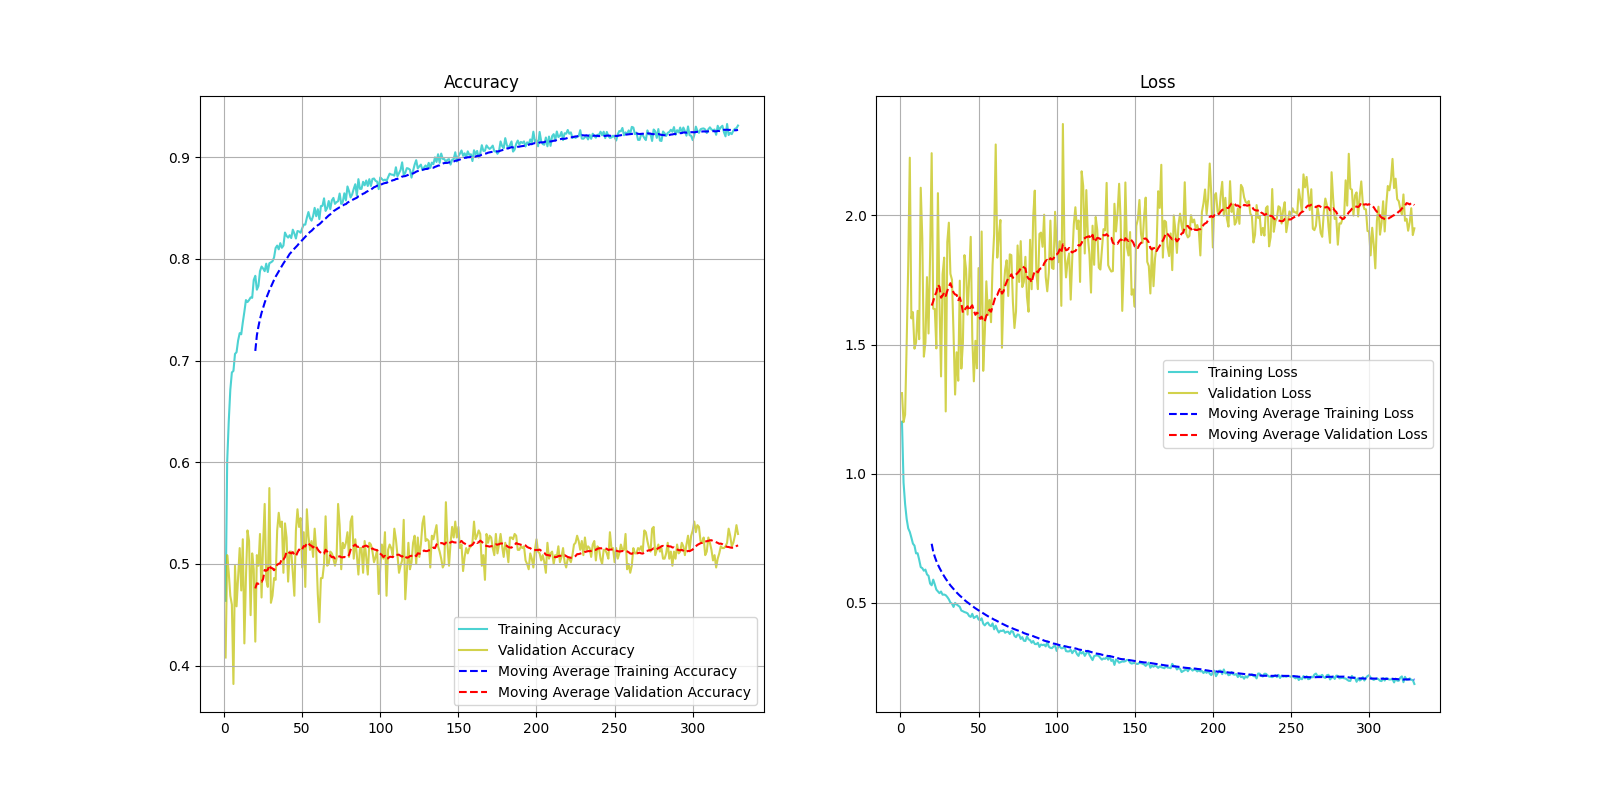 Accuracy
0.9
0.8
0.7
0.6
0.5
0.4
Training Accuracy
Validation Accuracy
Moving Average Training Accuracy
Moving Average Validation Accuracy
0 50 100 150 200 250 300
Loss
2.0
1.5
1.0
0.5
Training Loss
Validation Loss
Moving Average Training Loss
Moving Average Validation Loss
0 50 100 150 200 250 300